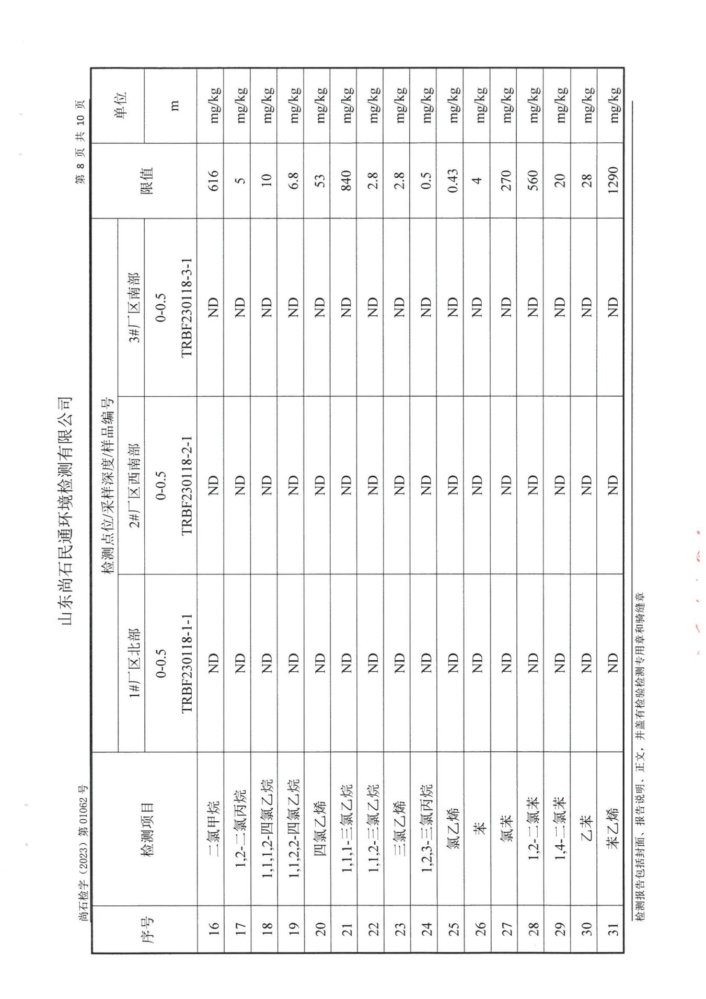 山东尚石民通环境检测有限公司
尚石检字（2023）第 01062 号 第 8 页 共 10 页
序号 检测项目 检测点位/采样深度/样品编号 限值 单位
1#厂区北部 2#厂区西南部 3#厂区南部
0-0.5 0-0.5 0-0.5 m
TRBF230118-1-1 TRBF230118-2-1 TRBF230118-3-1
16 二氯甲烷 ND ND ND 616 mg/kg
17 1,2-二氯丙烷 ND ND ND 5 mg/kg
18 1,1,1,2-四氯乙烷 ND ND ND 10 mg/kg
19 1,1,2,2-四氯乙烷 ND ND ND 6.8 mg/kg
20 四氯乙烯 ND ND ND 53 mg/kg
21 1,1,1-三氯乙烷 ND ND ND 840 mg/kg
22 1,1,2-三氯乙烷 ND ND ND 2.8 mg/kg
23 三氯乙烯 ND ND ND 2.8 mg/kg
24 1,2,3-三氯丙烷 ND ND ND 0.5 mg/kg
25 氯乙烯 ND ND ND 0.43 mg/kg
26 苯 ND ND ND 4 mg/kg
27 氯苯 ND ND ND 270 mg/kg
28 1,2-二氯苯 ND ND ND 560 mg/kg
29 1,4-二氯苯 ND ND ND 20 mg/kg
30 乙苯 ND ND ND 28 mg/kg
31 苯乙烯 ND ND ND 1290 mg/kg
检测报告包括封面、报告说明、正文，并盖有检验检测专用章和骑缝章